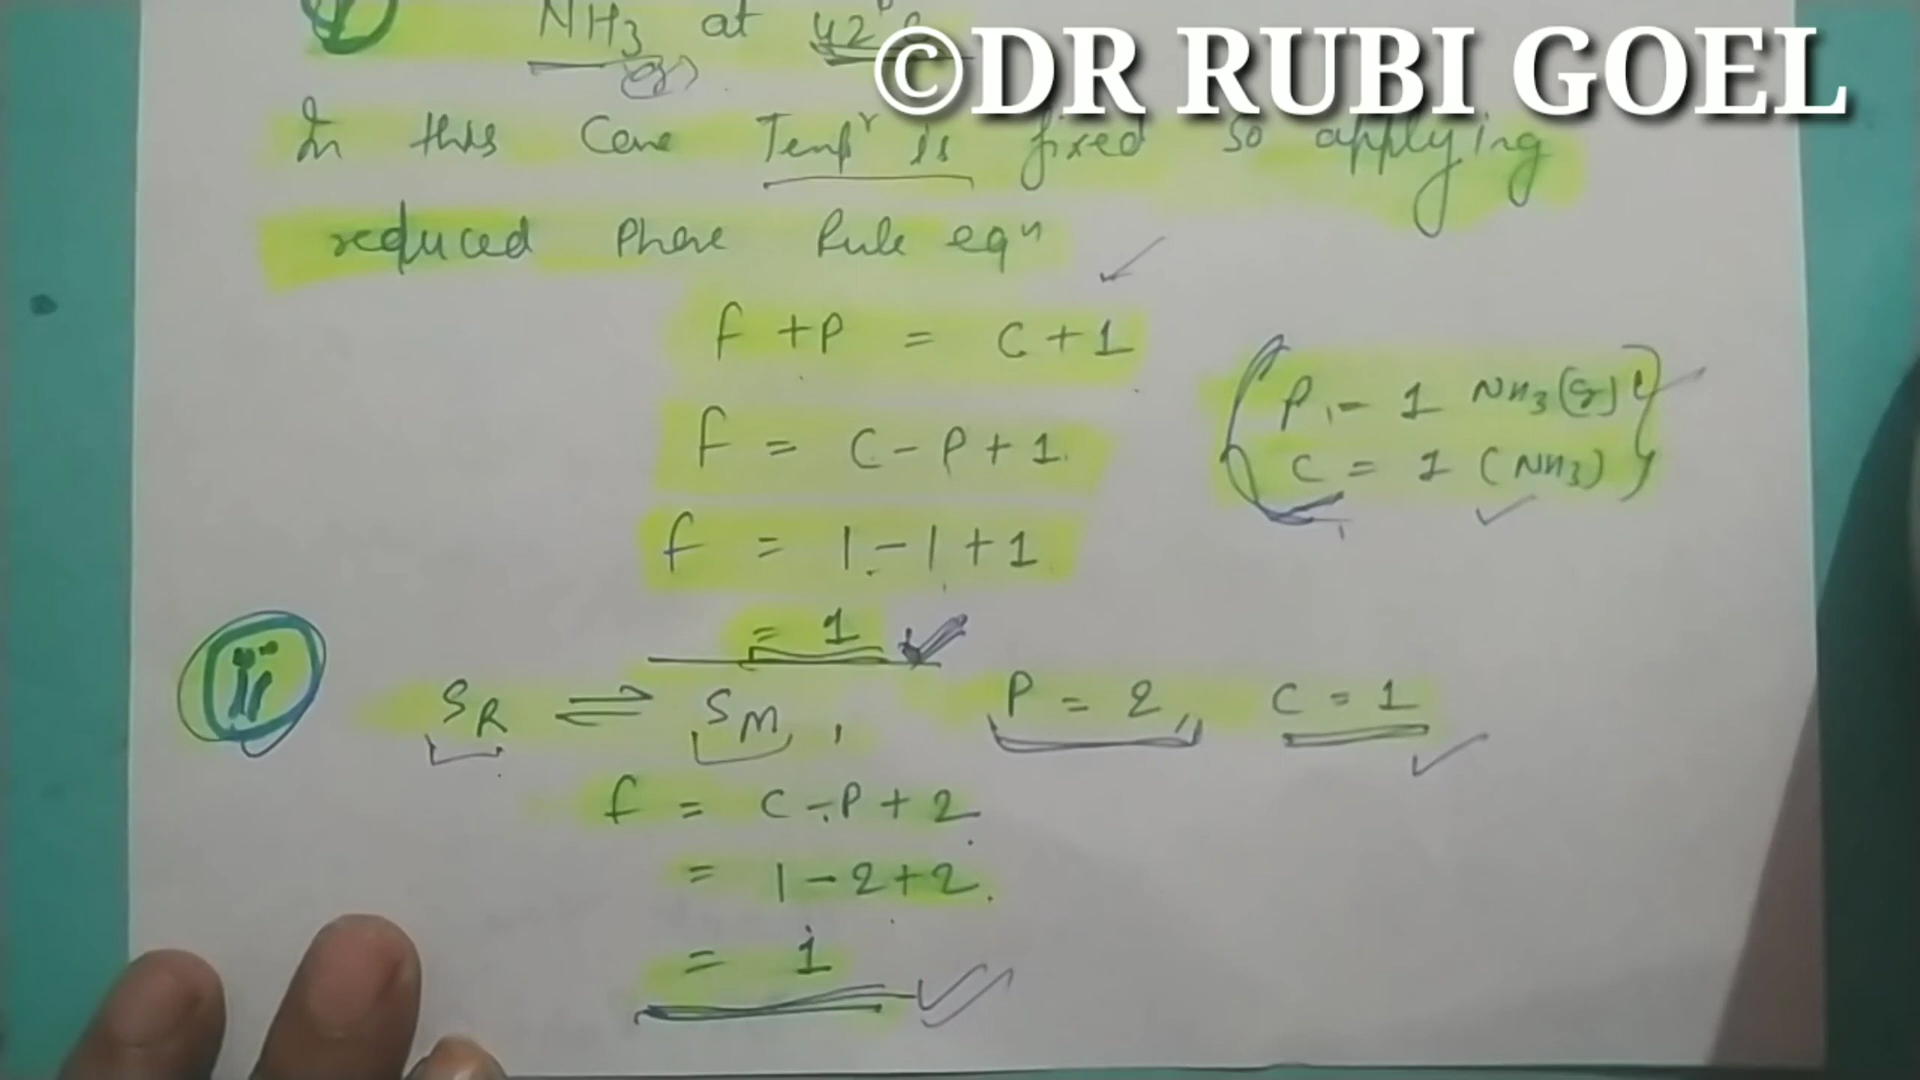 NH3 at 42°C
(g)
©DR RUBI GOEL
In this Case Tempr is fixed so applying
reduced Phase Rule eqn
f + P = C + 1
f = C - P + 1
P = 1 NH3(g)
C = 1 (NH3)
f = 1 - 1 + 1
= 1
ii
SR ⇌ SM, P = 2, C = 1
f = C - P + 2
= 1 - 2 + 2
= 1